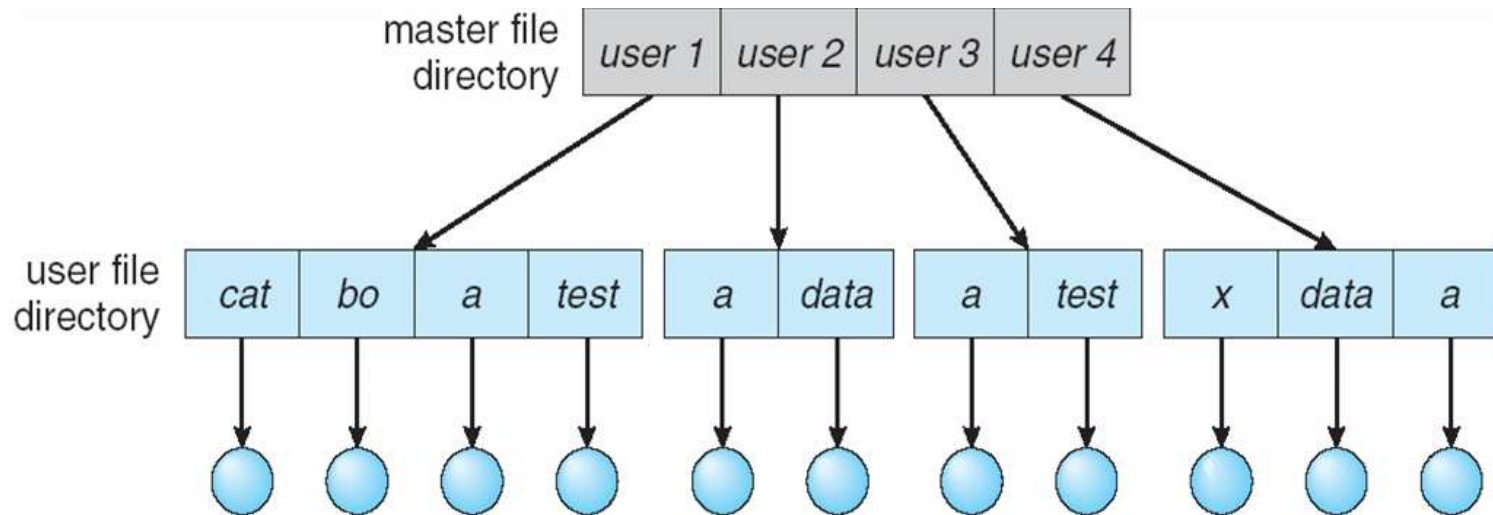 master file
directory
user 1 user 2 user 3 user 4
user file
directory
cat bo a test a data a test x data a